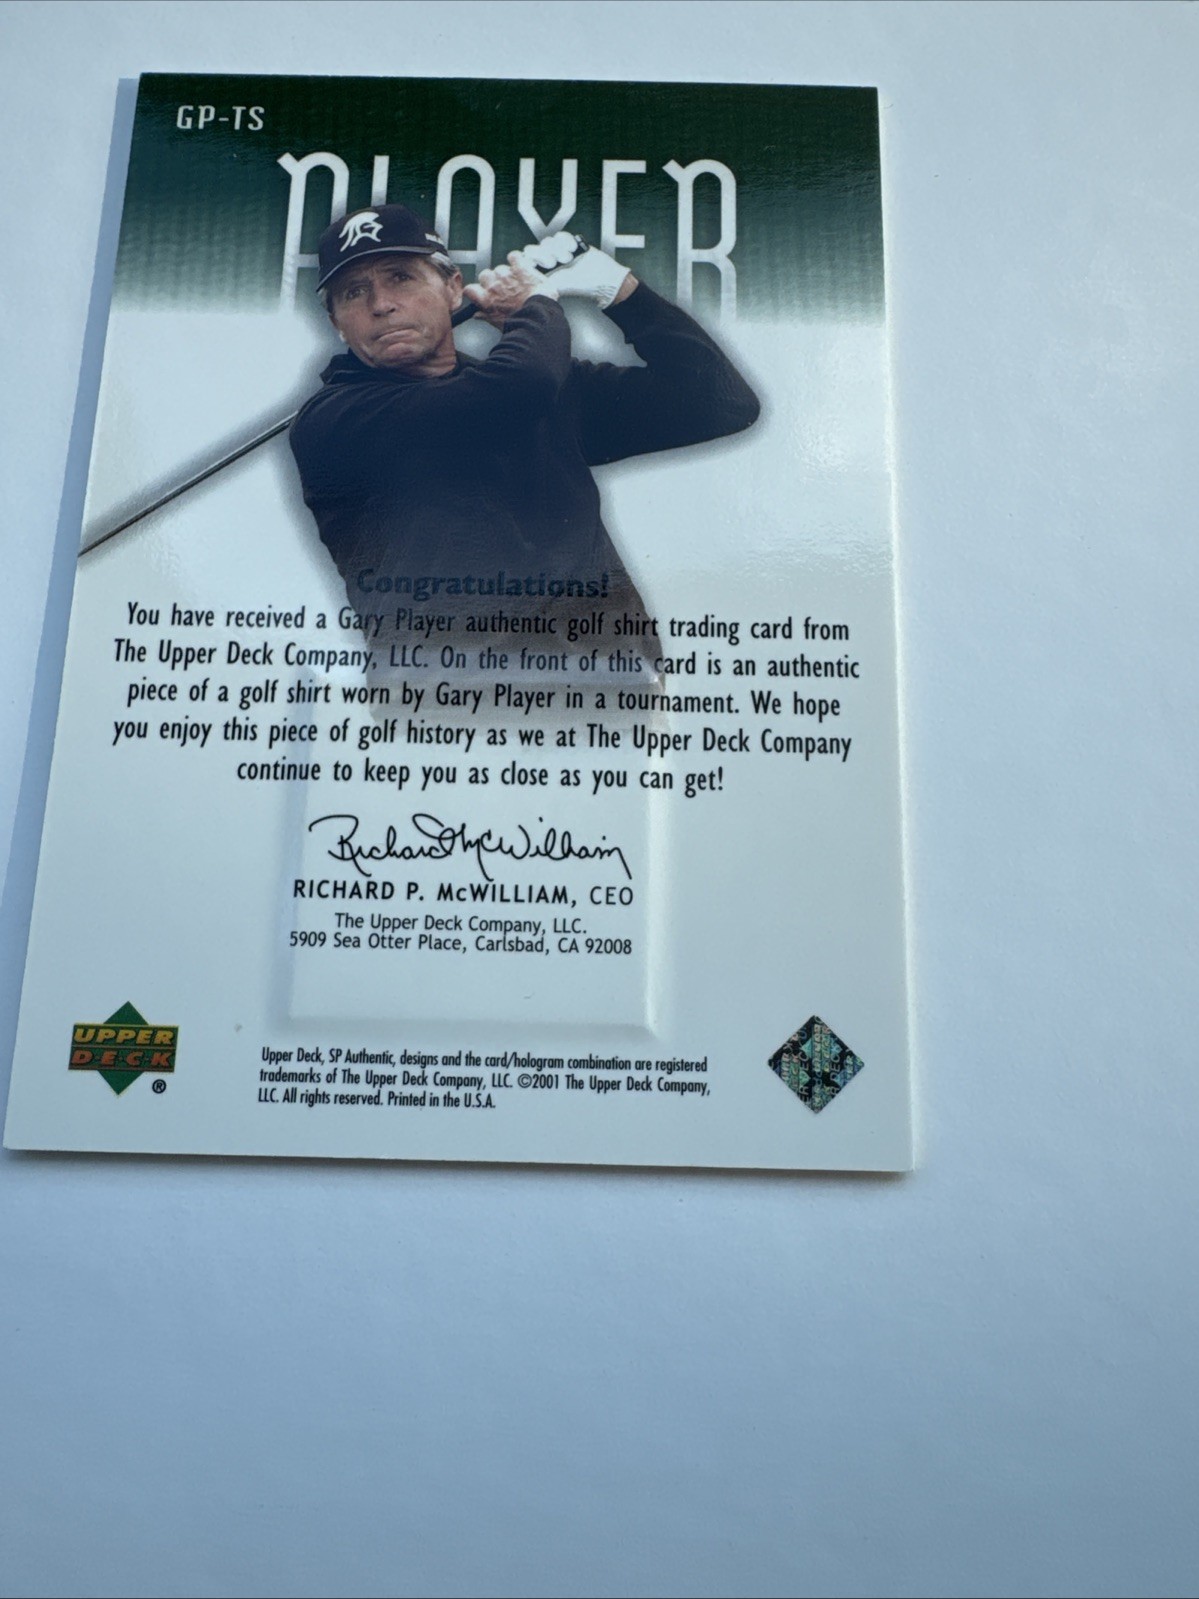 GP-TS
PLAYER
Congratulations!
You have received a Gary Player authentic golf shirt trading card from
The Upper Deck Company, LLC. On the front of this card is an authentic
piece of a golf shirt worn by Gary Player in a tournament. We hope
you enjoy this piece of golf history as we at The Upper Deck Company
continue to keep you as close as you can get!
Richard McWilliam
RICHARD P. McWILLIAM, CEO
The Upper Deck Company, LLC.
5909 Sea Otter Place, Carlsbad, CA 92008
UPPER
DECK
®
Upper Deck, SP Authentic, designs and the card/hologram combination are registered
trademarks of The Upper Deck Company, LLC. ©2001 The Upper Deck Company,
LLC. All rights reserved. Printed in the U.S.A.